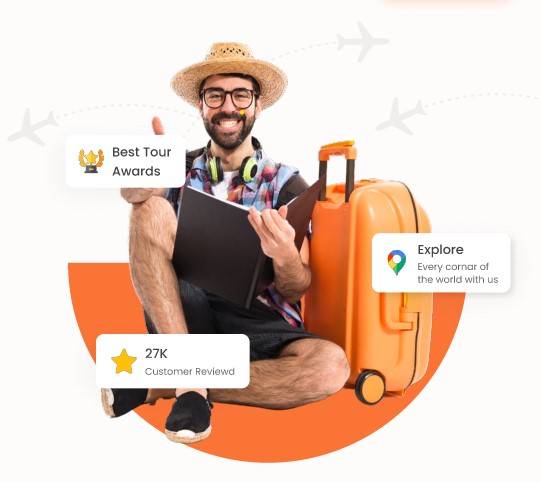 Best Tour
Awards
Explore
Every cornar of
the world with us
27K
Customer Reviewd